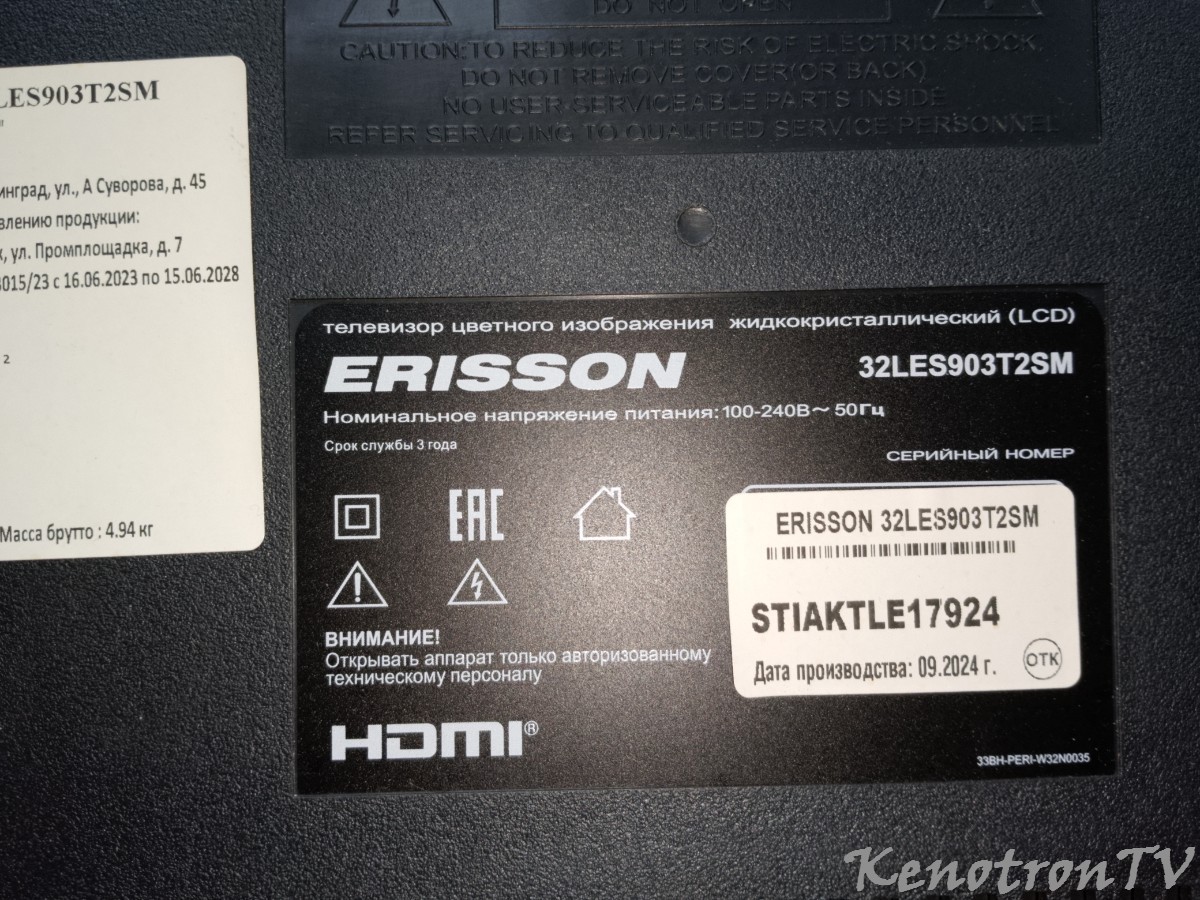 DO NOT OPEN
CAUTION:TO REDUCE THE RISK OF ELECTRIC SHOCK,
DO NOT REMOVE COVER(OR BACK)
NO USER-SERVICEABLE PARTS INSIDE
REFER SERVICING TO QUALIFIED SERVICE PERSONNEL
LES903T2SM
инград, ул., А Суворова, д. 45
влению продукции:
к, ул. Промплощадка, д. 7
015/23 с 16.06.2023 по 15.06.2028
2
Масса брутто : 4.94 кг
телевизор цветного изображения жидкокристаллический (LCD)
ERISSON 32LES903T2SM
Номинальное напряжение питания: 100-240В~ 50Гц
Срок службы 3 года
СЕРИЙНЫЙ НОМЕР
EAC
ERISSON 32LES903T2SM
STIAKTLE17924
Дата производства: 09.2024 г. ОТК
ВНИМАНИЕ!
Открывать аппарат только авторизованному
техническому персоналу
HDMI®
33BH-PERI-W32N0035
KenotronTV